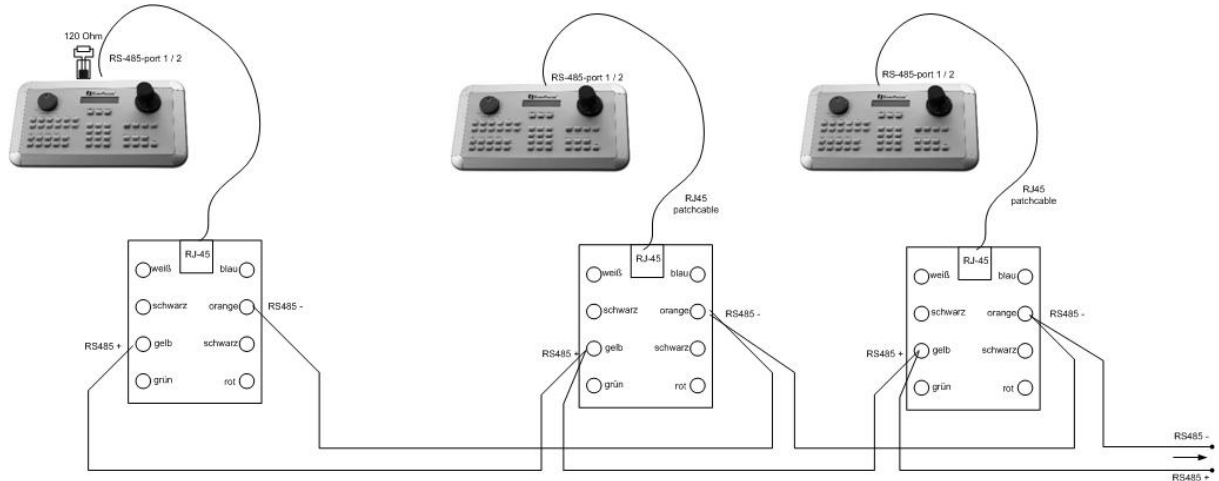 120 Ohm
RS-485-port 1 / 2
EverFocus
RJ-45
weiß
blau
schwarz
orange
RS485 -
RS485 +
gelb
schwarz
grün
rot
RS-485-port 1 / 2
EverFocus
RJ45
patchcable
RJ-45
weiß
blau
schwarz
orange
RS485 -
RS485 +
gelb
schwarz
grün
rot
RS-485-port 1 / 2
EverFocus
RJ45
patchcable
RJ-45
weiß
blau
schwarz
orange
RS485 -
RS485 +
gelb
schwarz
grün
rot
RS485 -
RS485 +